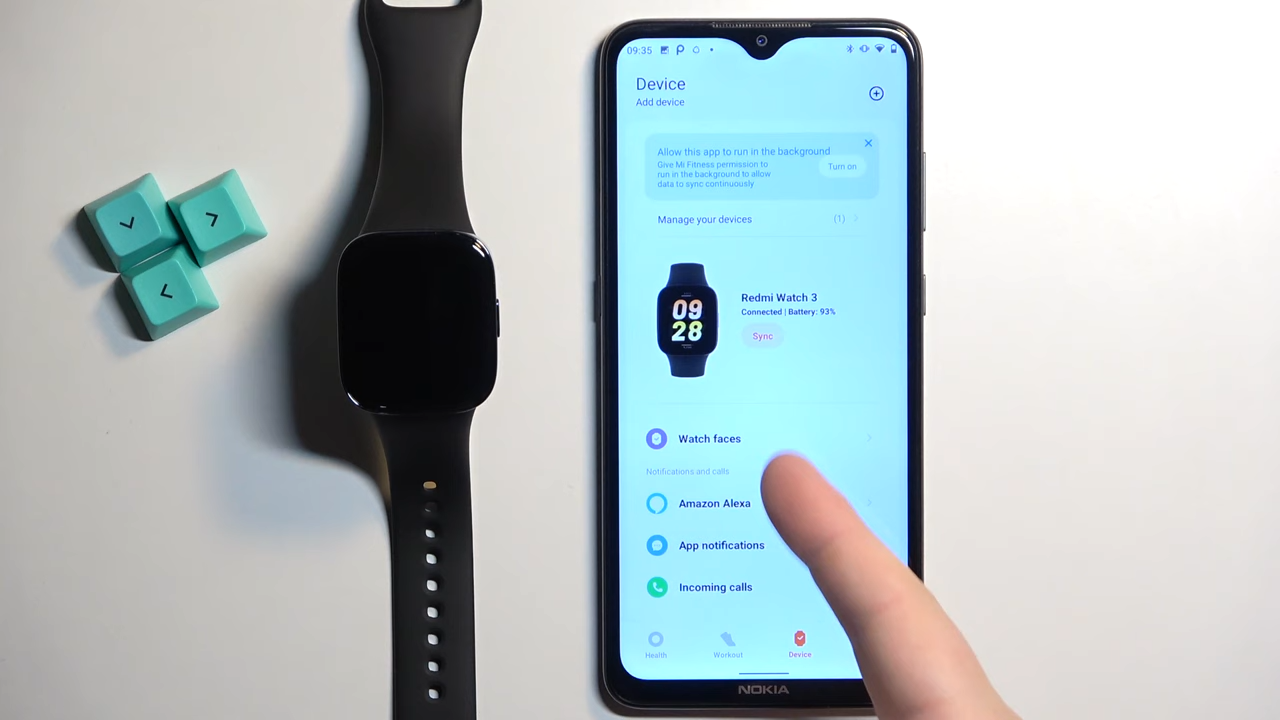 09:35
Device
Add device
Allow this app to run in the background
Give Mi Fitness permission to
run in the background to allow
data to sync continuously
Turn on
Manage your devices
(1)
09
28
Redmi Watch 3
Connected | Battery: 93%
Sync
Watch faces
Notifications and calls
Amazon Alexa
App notifications
Incoming calls
Health
Workout
Device
NOKIA